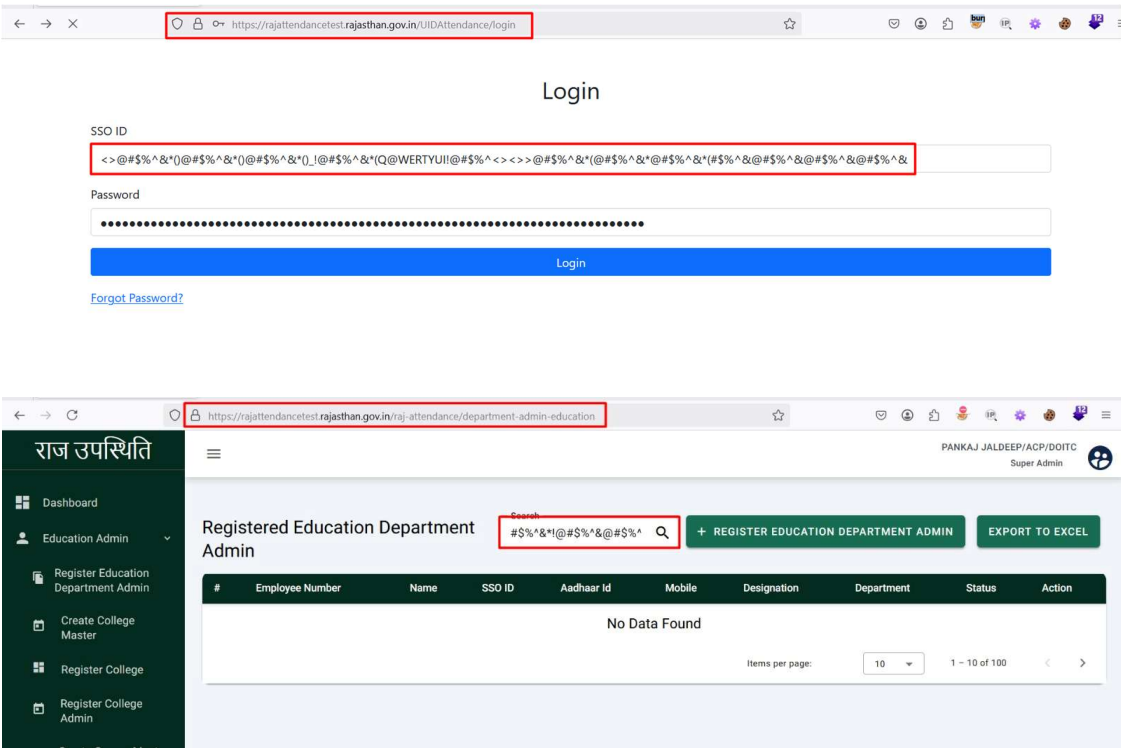 https://rajattendancetest.rajasthan.gov.in/UIDAttendance/login
Login
SSO ID
<>@#$%^&*()@#$%^&*()@#$%^&*()_!@#$%^&*(Q@WERTYUI!@#$%^<><>>@#$%^&*(@#$%^&*@#$%^&*(#$%^&@#$%^&@#$%^&@#$%^&
Password
Login
Forgot Password?
https://rajattendancetest.rajasthan.gov.in/raj-attendance/department-admin-education
राज उपस्थिति
PANKAJ JALDEEP/ACP/DOITC
Super Admin
Dashboard
Education Admin
Register Education
Department Admin
Create College
Master
Register College
Register College
Admin
Registered Education Department
Admin
Search
#$%^&*!@#$%^&@#$%^
+ REGISTER EDUCATION DEPARTMENT ADMIN
EXPORT TO EXCEL
# Employee Number Name SSO ID Aadhaar Id Mobile Designation Department Status Action
No Data Found
Items per page: 10 1 – 10 of 100